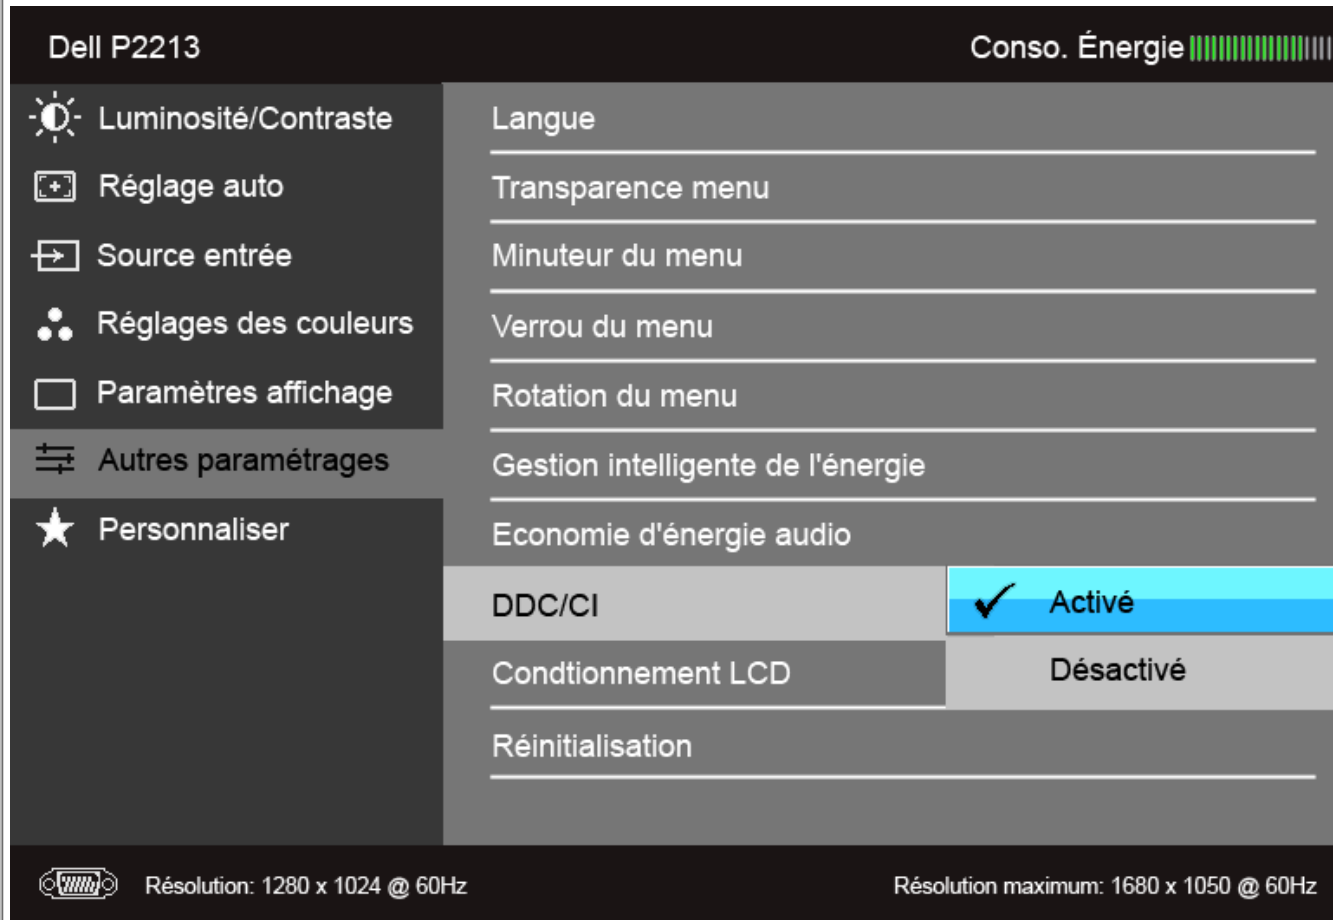 Dell P2213
Conso. Énergie
Luminosité/Contraste
Réglage auto
Source entrée
Réglages des couleurs
Paramètres affichage
Autres paramétrages
Personnaliser
Langue
Transparence menu
Minuteur du menu
Verrou du menu
Rotation du menu
Gestion intelligente de l'énergie
Economie d'énergie audio
DDC/CI
Activé
Désactivé
Condtionnement LCD
Réinitialisation
Résolution: 1280 x 1024 @ 60Hz
Résolution maximum: 1680 x 1050 @ 60Hz